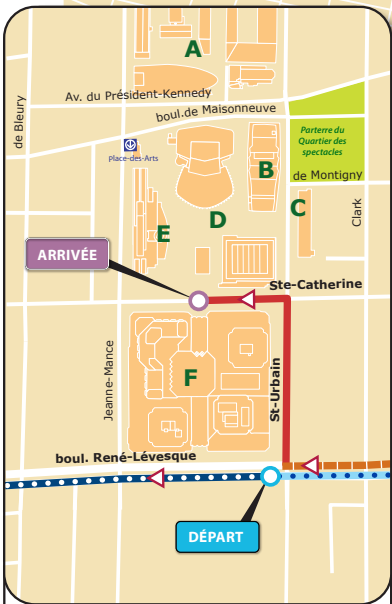 A
Av. du Président-Kennedy
boul.de Maisonneuve
de Bleury
Place-des-Arts
Parterre du
Quartier des
spectacles
B
de Montigny
C
D
E
Clark
ARRIVÉE
Ste-Catherine
Jeanne-Mance
F
St-Urbain
boul. René-Lévesque
DÉPART